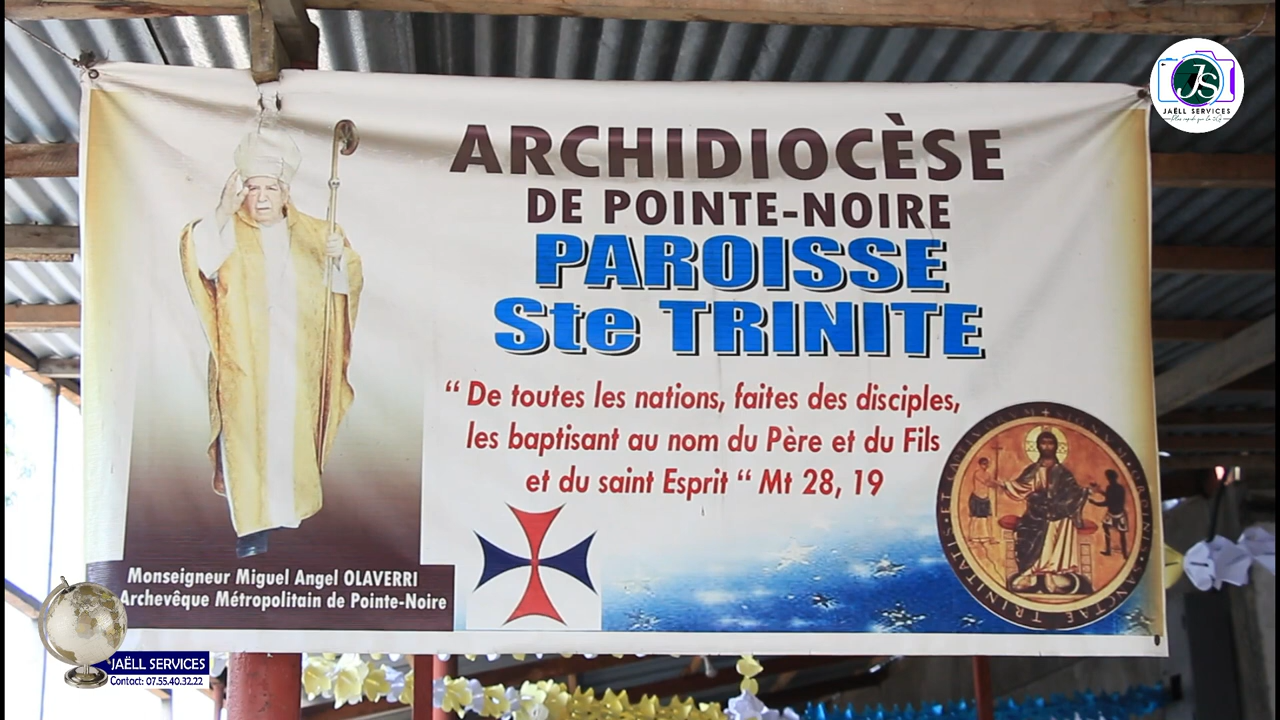 JS
JAËLL SERVICES
ARCHIDIOCÈSE
DE POINTE-NOIRE
PAROISSE
Ste TRINITE
“ De toutes les nations, faites des disciples,
les baptisant au nom du Père et du Fils
et du saint Esprit “ Mt 28, 19
Monseigneur Miguel Angel OLAVERRI
Archevêque Métropolitain de Pointe-Noire
JAËLL SERVICES
Contact: 07.55.40.32.22